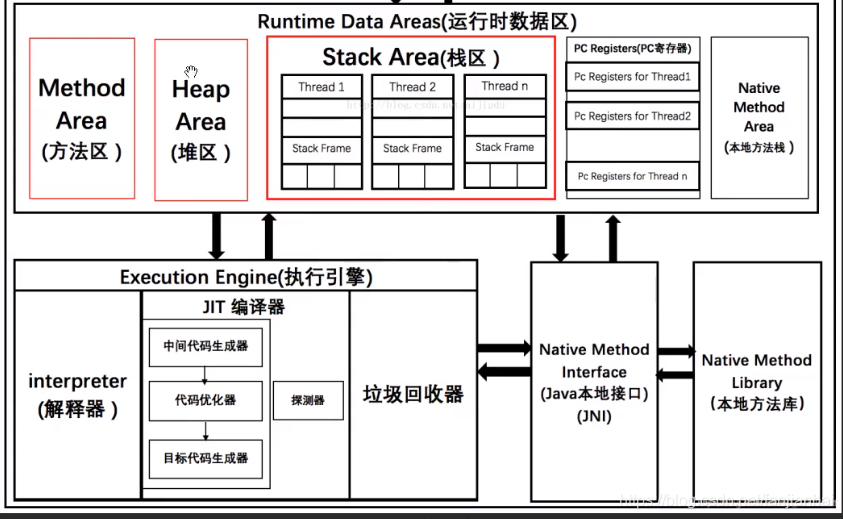 Runtime Data Areas(运行时数据区)
Method
Area
(方法区)
Heap
Area
(堆区)
Stack Area(栈区)
Thread 1
Thread 2
Thread n
Stack Frame
Stack Frame
Stack Frame
PC Registers(PC寄存器)
Pc Registers for Thread1
Pc Registers for Thread2
Pc Registers for Thread n
Native
Method
Area
(本地方法栈)
Execution Engine(执行引擎)
interpreter
(解释器)
JIT 编译器
中间代码生成器
代码优化器
目标代码生成器
探测器
垃圾回收器
Native Method
Interface
(Java本地接口)
(JNI)
Native Method
Library
(本地方法库)